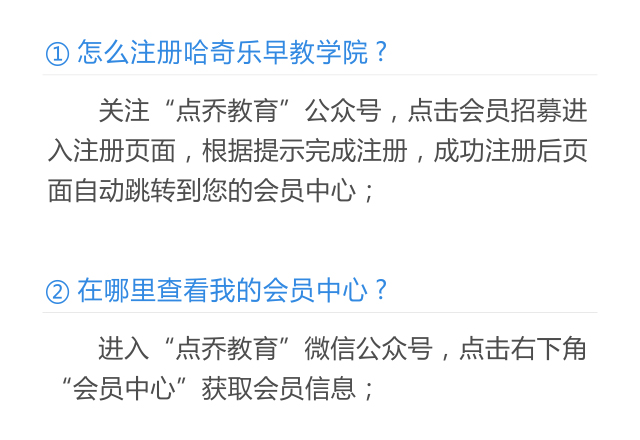 ① 怎么注册哈奇乐早教学院？
关注“点乔教育”公众号，点击会员招募进
入注册页面，根据提示完成注册，成功注册后页
面自动跳转到您的会员中心；
② 在哪里查看我的会员中心？
进入“点乔教育”微信公众号，点击右下角
“会员中心”获取会员信息；